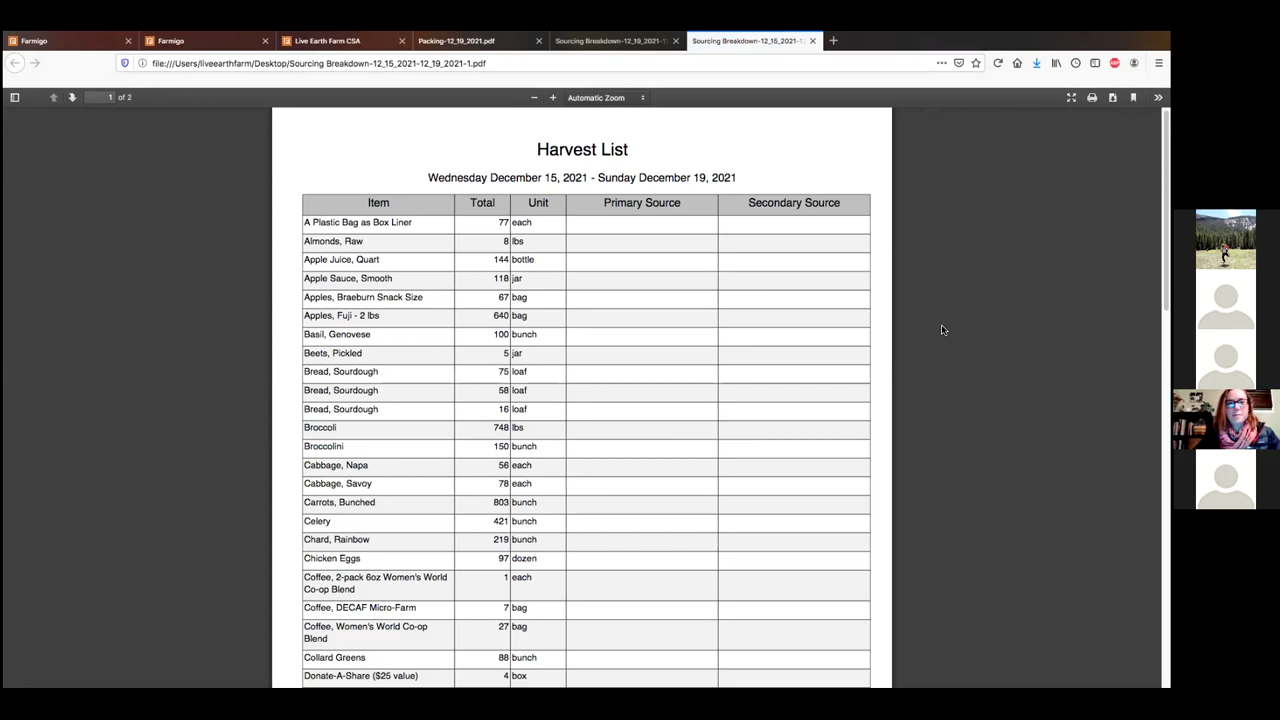 Farmigo
Farmigo
Live Earth Farm CSA
Packing-12_19_2021.pdf
Sourcing Breakdown-12_19_2021-1
Sourcing Breakdown-12_15_2021-1
file:///Users/liveearthfarm/Desktop/Sourcing Breakdown-12_15_2021-12_19_2021-1.pdf
1 of 2
Automatic Zoom
Harvest List
Wednesday December 15, 2021 - Sunday December 19, 2021
Item Total Unit Primary Source Secondary Source
A Plastic Bag as Box Liner 77 each
Almonds, Raw 8 lbs
Apple Juice, Quart 144 bottle
Apple Sauce, Smooth 118 jar
Apples, Braeburn Snack Size 67 bag
Apples, Fuji - 2 lbs 640 bag
Basil, Genovese 100 bunch
Beets, Pickled 5 jar
Bread, Sourdough 75 loaf
Bread, Sourdough 58 loaf
Bread, Sourdough 16 loaf
Broccoli 748 lbs
Broccolini 150 bunch
Cabbage, Napa 56 each
Cabbage, Savoy 78 each
Carrots, Bunched 803 bunch
Celery 421 bunch
Chard, Rainbow 219 bunch
Chicken Eggs 97 dozen
Coffee, 2-pack 6oz Women's World 1 each
Co-op Blend
Coffee, DECAF Micro-Farm 7 bag
Coffee, Women's World Co-op 27 bag
Blend
Collard Greens 88 bunch
Donate-A-Share ($25 value) 4 box